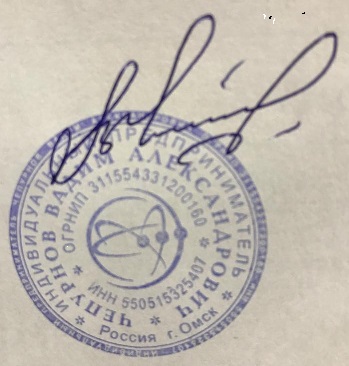 ИНДИВИДУАЛЬНЫЙ ПРЕДПРИНИМАТЕЛЬ
ЧЕПУРНОВ ВАДИМ АЛЕКСАНДРОВИЧ
ОГРНИП 311554331200160
ИНН 550515325407
Россия г. Омск